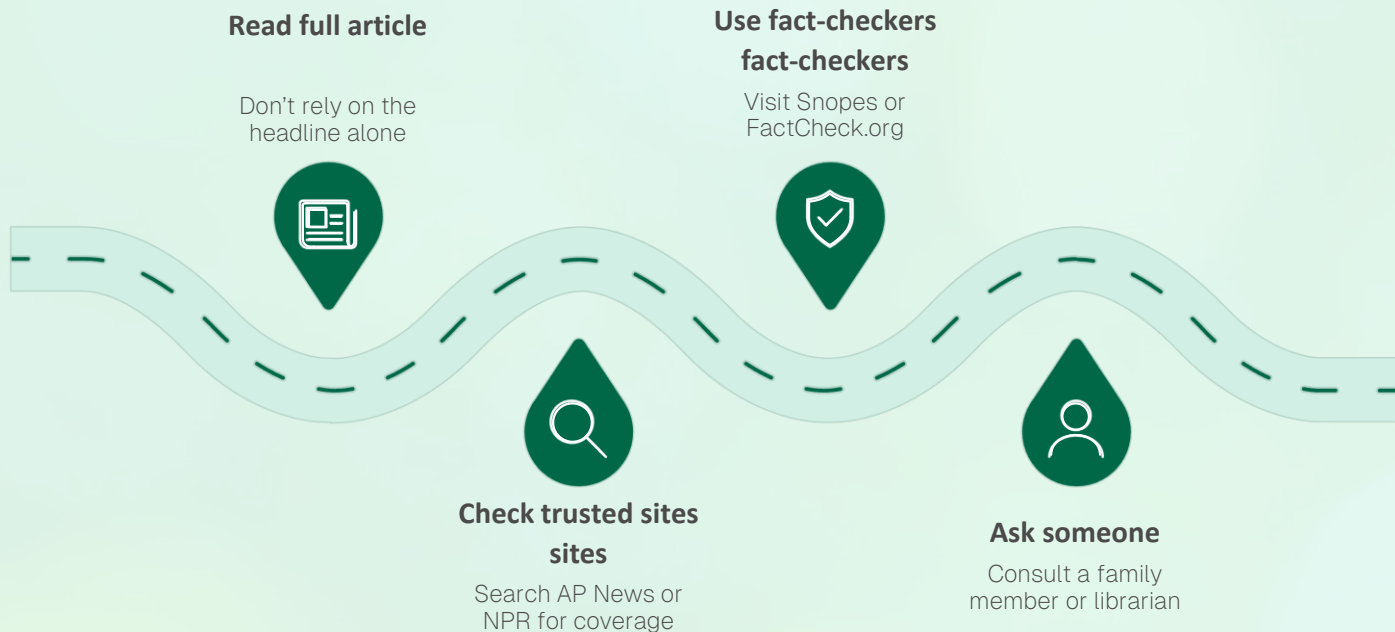 Read full article
Don't rely on the
headline alone
Check trusted sites
sites
Search AP News or
NPR for coverage
Use fact-checkers
fact-checkers
Visit Snopes or
FactCheck.org
Ask someone
Consult a family
member or librarian